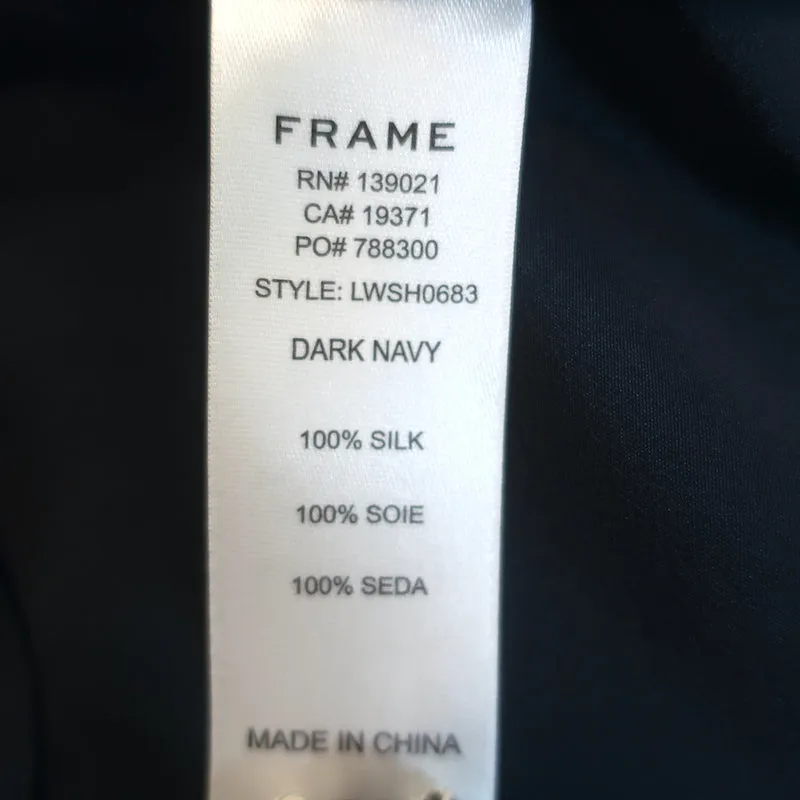 FRAME
RN# 139021
CA# 19371
PO# 788300
STYLE: LWSH0683
DARK NAVY
100% SILK
100% SOIE
100% SEDA
MADE IN CHINA